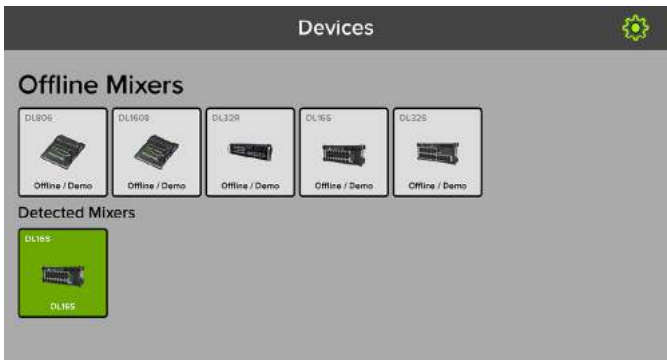 Devices
Offline Mixers
DL806 DL1608 DL32R DL16S DL32S
Offline / Demo Offline / Demo Offline / Demo Offline / Demo Offline / Demo
Detected Mixers
DL16S
DL16S